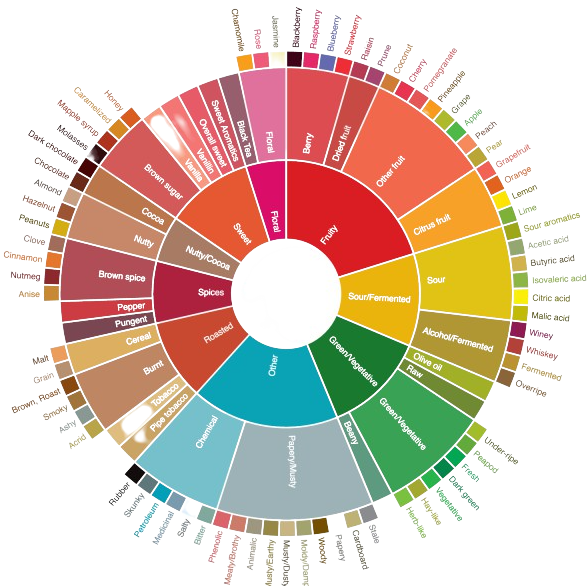 Fruity
Sour/Fermented
Green/Vegetative
Other
Roasted
Spices
Nutty/Cocoa
Sweet
Floral
Berry
Dried fruit
Other fruit
Citrus fruit
Sour
Alcohol/Fermented
Olive oil
Raw
Green/Vegetative
Beany
Papery/Musty
Chemical
Pipe tobacco
Tobacco
Burnt
Cereal
Pungent
Pepper
Brown spice
Nutty
Cocoa
Brown sugar
Vanilla
Vanillin
Overall sweet
Sweet Aromatics
Black Tea
Floral
Blackberry
Raspberry
Blueberry
Strawberry
Raisin
Prune
Coconut
Cherry
Pomegranate
Pineapple
Grape
Apple
Peach
Pear
Grapefruit
Orange
Lemon
Lime
Sour aromatics
Acetic acid
Butyric acid
Isovaleric acid
Citric acid
Malic acid
Winey
Whiskey
Fermented
Overripe
Under-ripe
Peapod
Fresh
Dark green
Vegetative
Hay-like
Herb-like
Stale
Cardboard
Papery
Woody
Moldy/Damp
Musty/Dusty
Musty/Earthy
Animalic
Meaty/Brothy
Phenolic
Bitter
Salty
Medicinal
Petroleum
Skunky
Rubber
Acrid
Ashy
Smoky
Brown, Roast
Grain
Malt
Anise
Nutmeg
Cinnamon
Clove
Peanuts
Hazelnut
Almond
Chocolate
Dark chocolate
Molasses
Mapple syrup
Caramelized
Honey
Chamomile
Rose
Jasmine